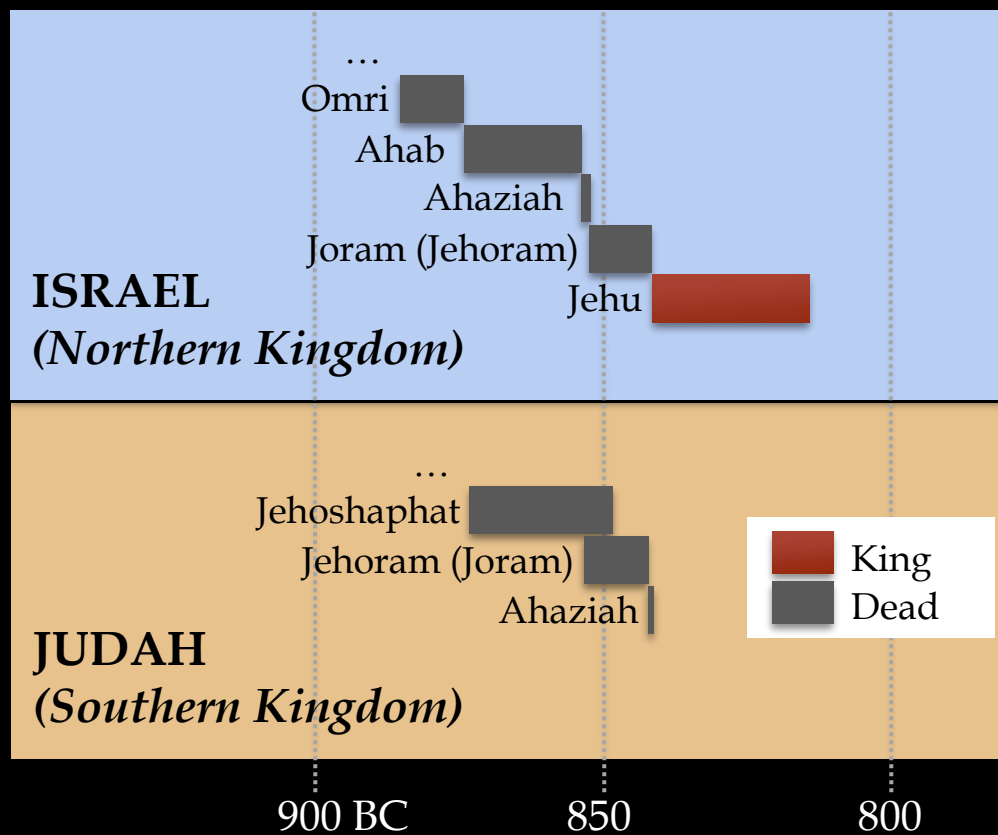 …
Omri
Ahab
Ahaziah
Joram (Jehoram)
Jehu
ISRAEL
(Northern Kingdom)
…
Jehoshaphat
Jehoram (Joram)
Ahaziah
King
Dead
JUDAH
(Southern Kingdom)
900 BC 850 800